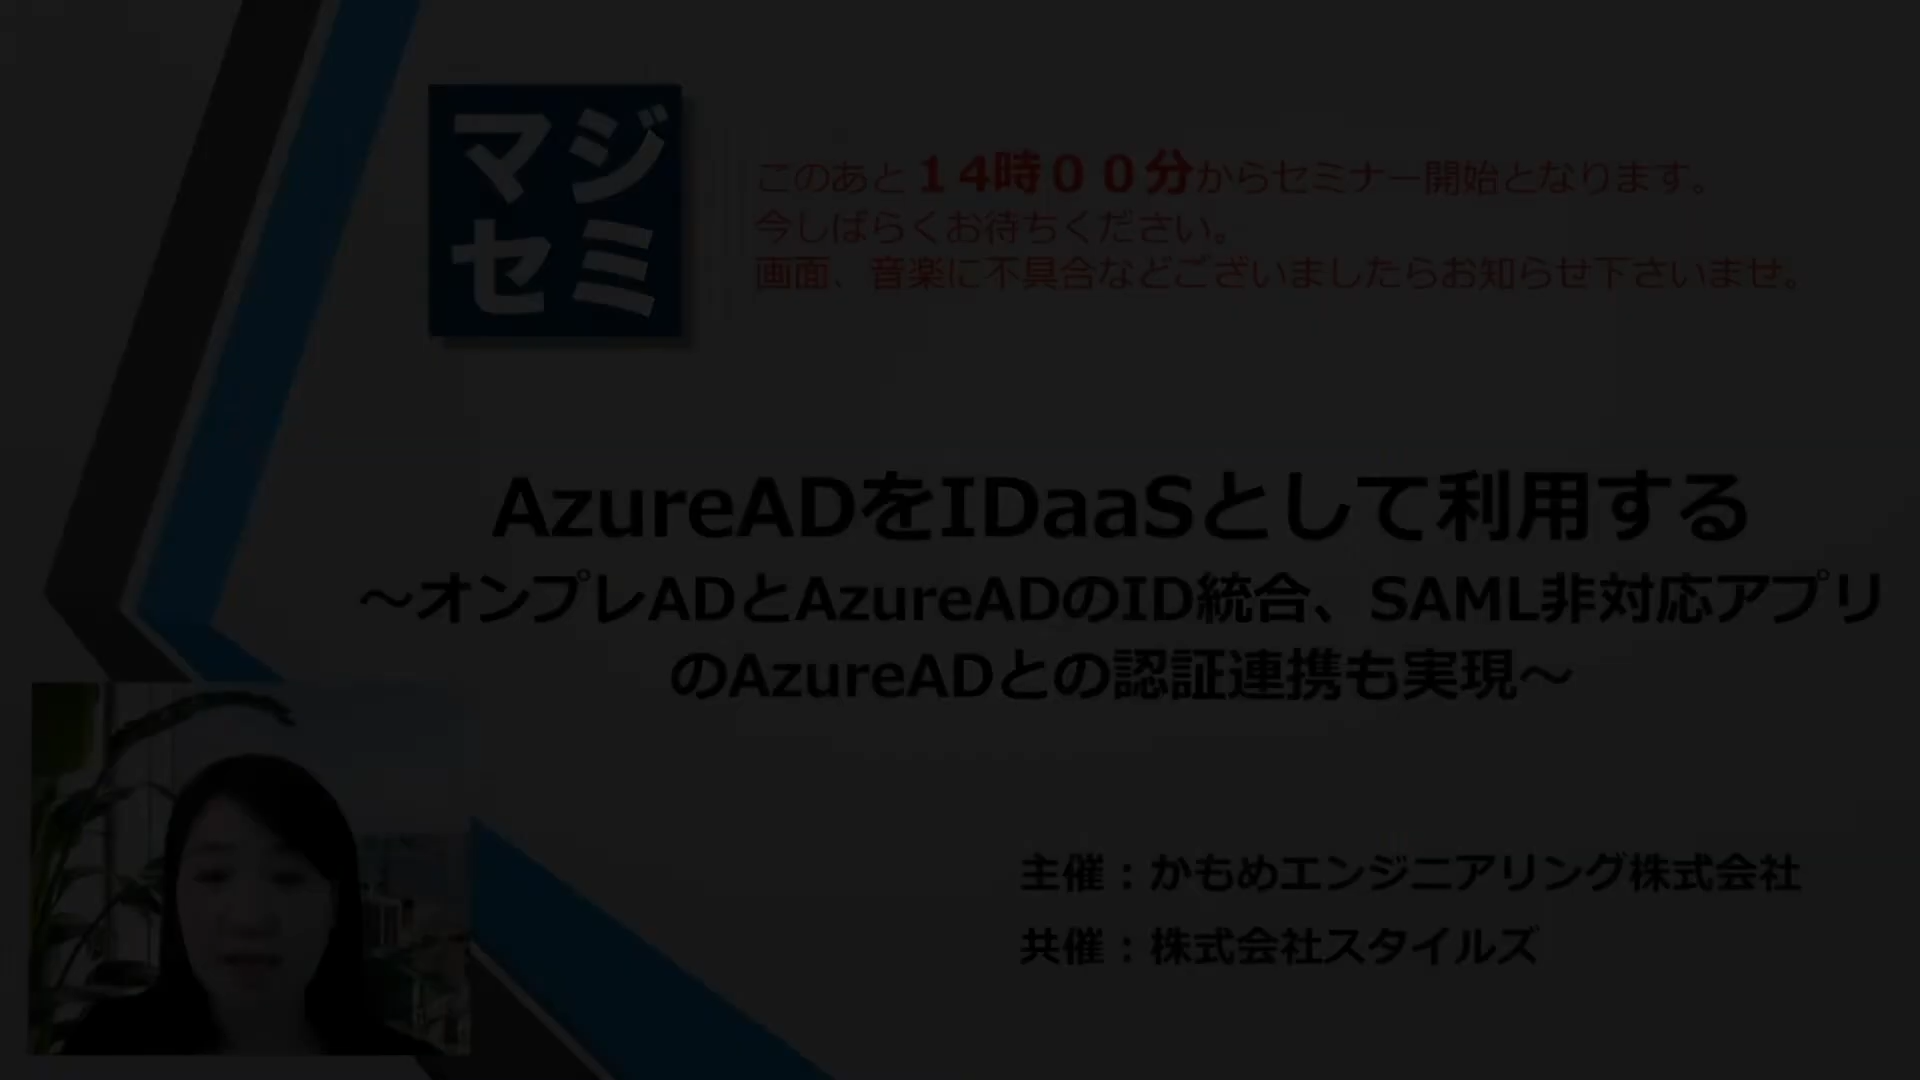 マジ
セミ
このあと１４時００分からセミナー開始となります。
今しばらくお待ちください。
画面、音楽に不具合などございましたらお知らせ下さいませ。
AzureADをIDaaSとして利用する
～オンプレADとAzureADのID統合、SAML非対応アプリ
のAzureADとの認証連携も実現～
主催：かもめエンジニアリング株式会社
共催：株式会社スタイルズ